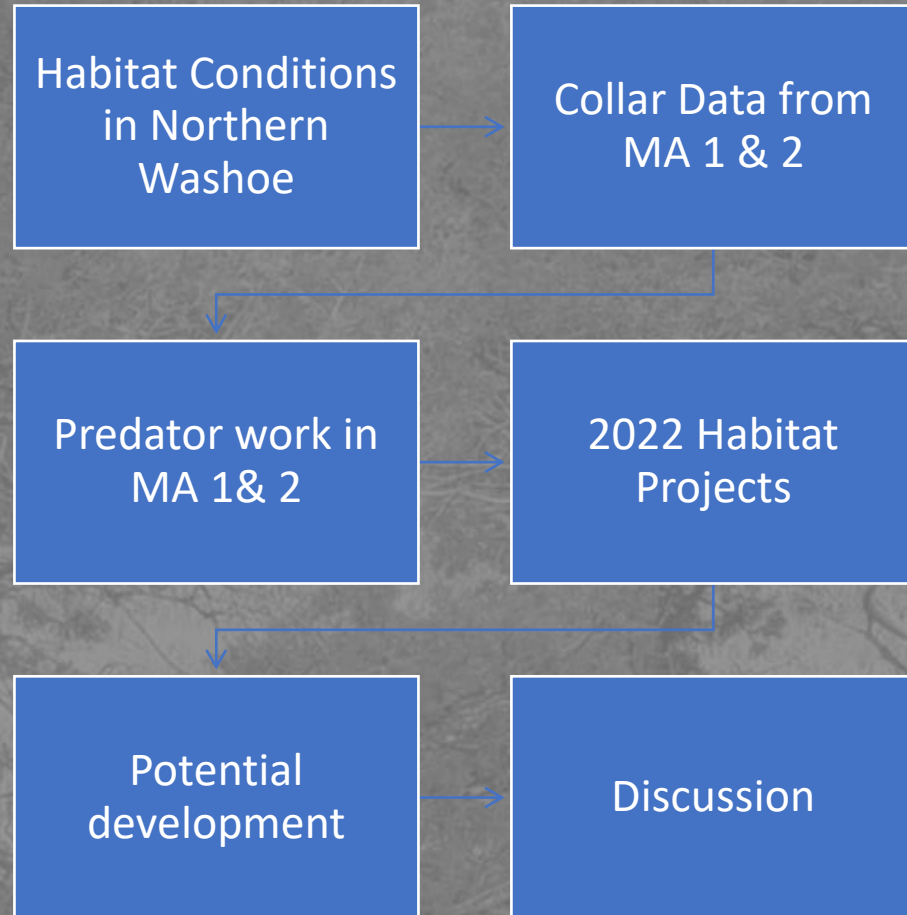 Habitat Conditions
in Northern
Washoe
Collar Data from
MA 1 & 2
Predator work in
MA 1& 2
2022 Habitat
Projects
Potential
development
Discussion